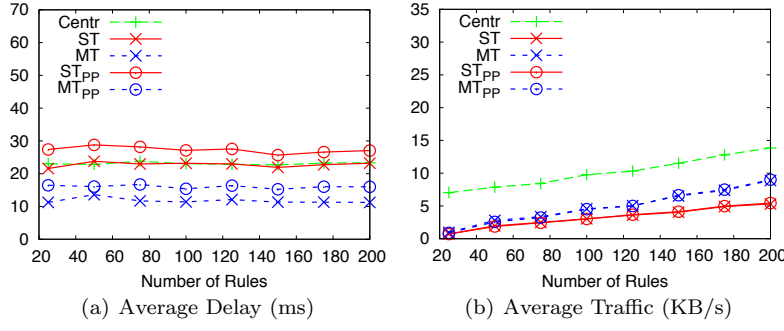 70
60
50
40
30
20
10
0
Centr
ST
MT
ST_PP
MT_PP
20 40 60 80 100 120 140 160 180 200
Number of Rules
(a) Average Delay (ms)
35
30
25
20
15
10
5
0
Centr
ST
MT
ST_PP
MT_PP
20 40 60 80 100 120 140 160 180 200
Number of Rules
(b) Average Traffic (KB/s)